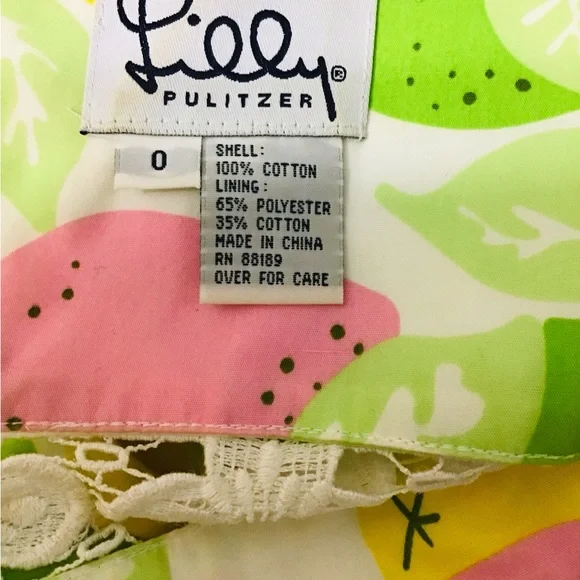 Lilly®
PULITZER
0
SHELL:
100% COTTON
LINING:
65% POLYESTER
35% COTTON
MADE IN CHINA
RN 88189
OVER FOR CARE